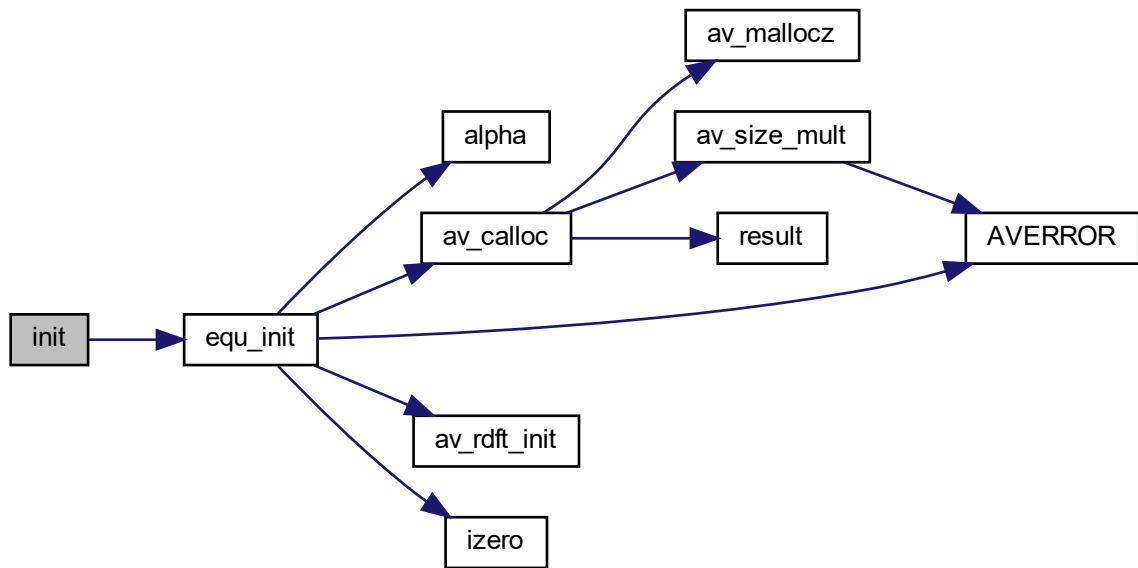 av_mallocz
alpha
av_size_mult
av_calloc
result
AVERROR
init
equ_init
av_rdft_init
izero